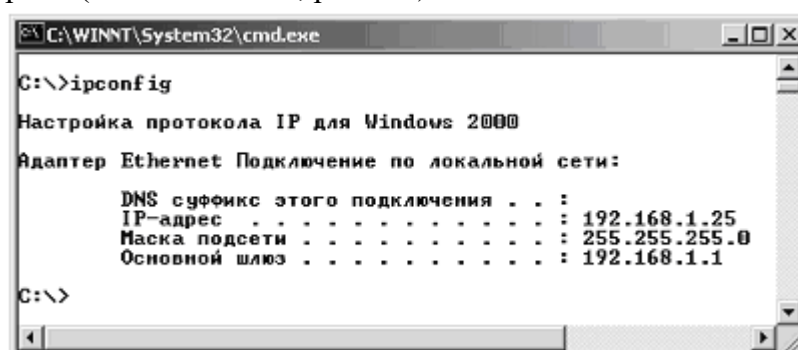 C:\WINNT\System32\cmd.exe
C:\>ipconfig
Настройка протокола IP для Windows 2000
Адаптер Ethernet Подключение по локальной сети:
DNS суффикс этого подключения . . :
IP-адрес . . . . . . . . . . . . : 192.168.1.25
Маска подсети . . . . . . . . . . : 255.255.255.0
Основной шлюз . . . . . . . . . . : 192.168.1.1
C:\>